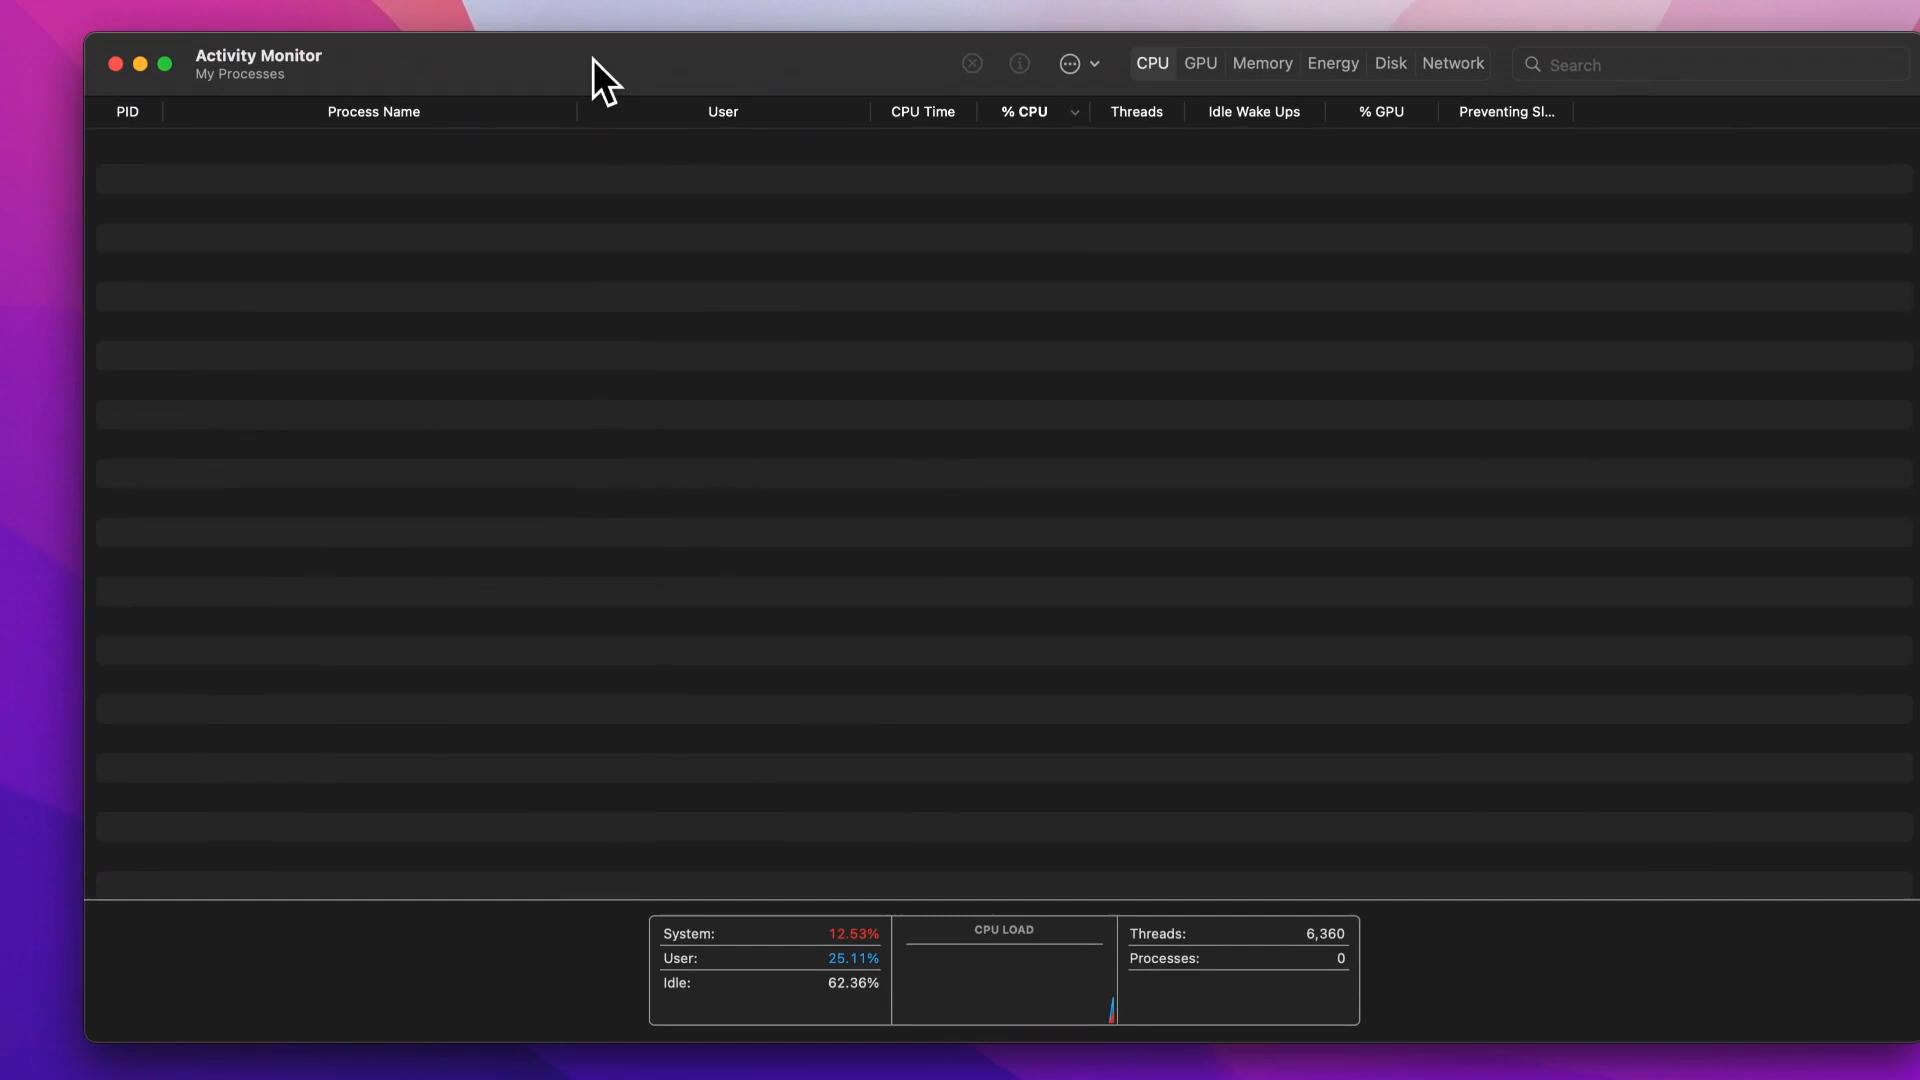 Activity Monitor
My Processes
CPU GPU Memory Energy Disk Network Search
PID Process Name User CPU Time % CPU Threads Idle Wake Ups % GPU Preventing Sl...
System: 12.53%
User: 25.11%
Idle: 62.36%
CPU LOAD
Threads: 6,360
Processes: 0